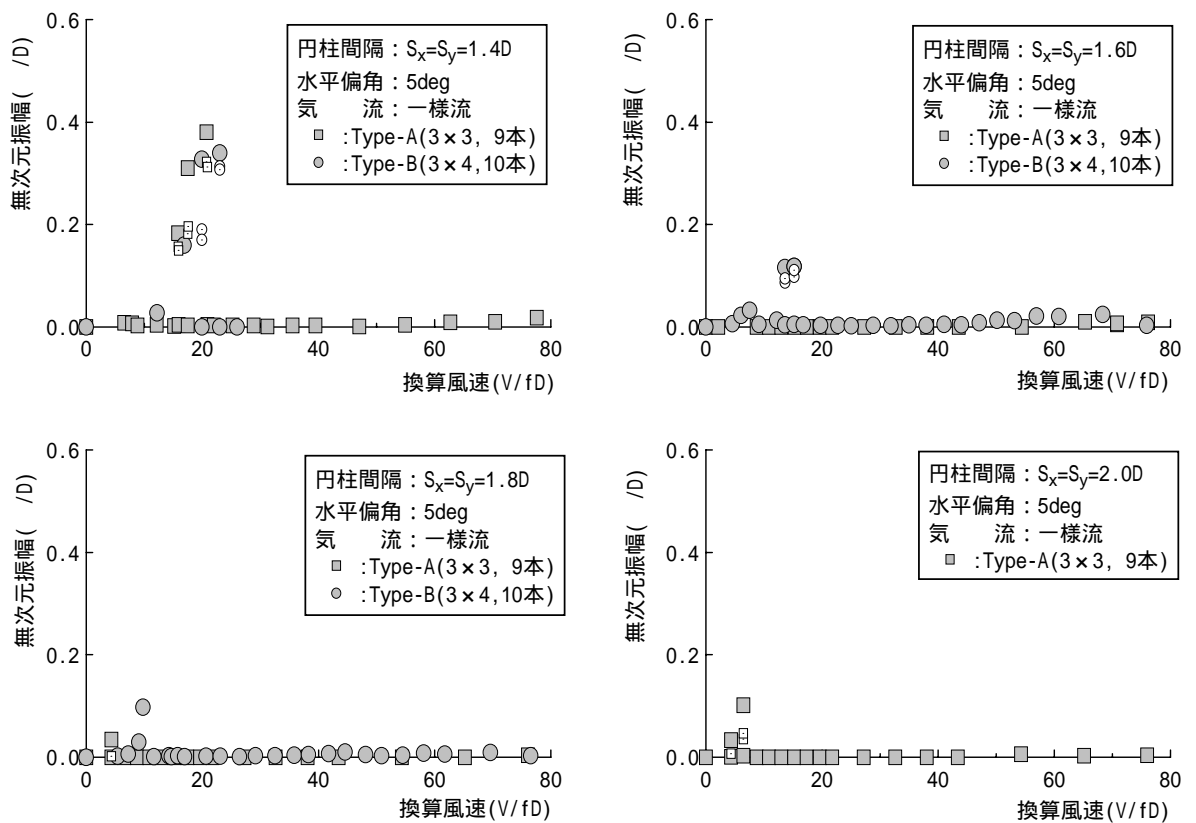 無次元振幅( /D)
0.6
0.4
0.2
0.0
円柱間隔：Sx=Sy=1.4D
水平偏角：5deg
気　　流：一様流
:Type-A(3×3, 9本)
:Type-B(3×4,10本)
0 20 40 60 80
換算風速(V/fD)
無次元振幅( /D)
0.6
0.4
0.2
0.0
円柱間隔：Sx=Sy=1.6D
水平偏角：5deg
気　　流：一様流
:Type-A(3×3, 9本)
:Type-B(3×4,10本)
0 20 40 60 80
換算風速(V/fD)
無次元振幅( /D)
0.6
0.4
0.2
0.0
円柱間隔：Sx=Sy=1.8D
水平偏角：5deg
気　　流：一様流
:Type-A(3×3, 9本)
:Type-B(3×4,10本)
0 20 40 60 80
換算風速(V/fD)
無次元振幅( /D)
0.6
0.4
0.2
0.0
円柱間隔：Sx=Sy=2.0D
水平偏角：5deg
気　　流：一様流
:Type-A(3×3, 9本)
0 20 40 60 80
換算風速(V/fD)